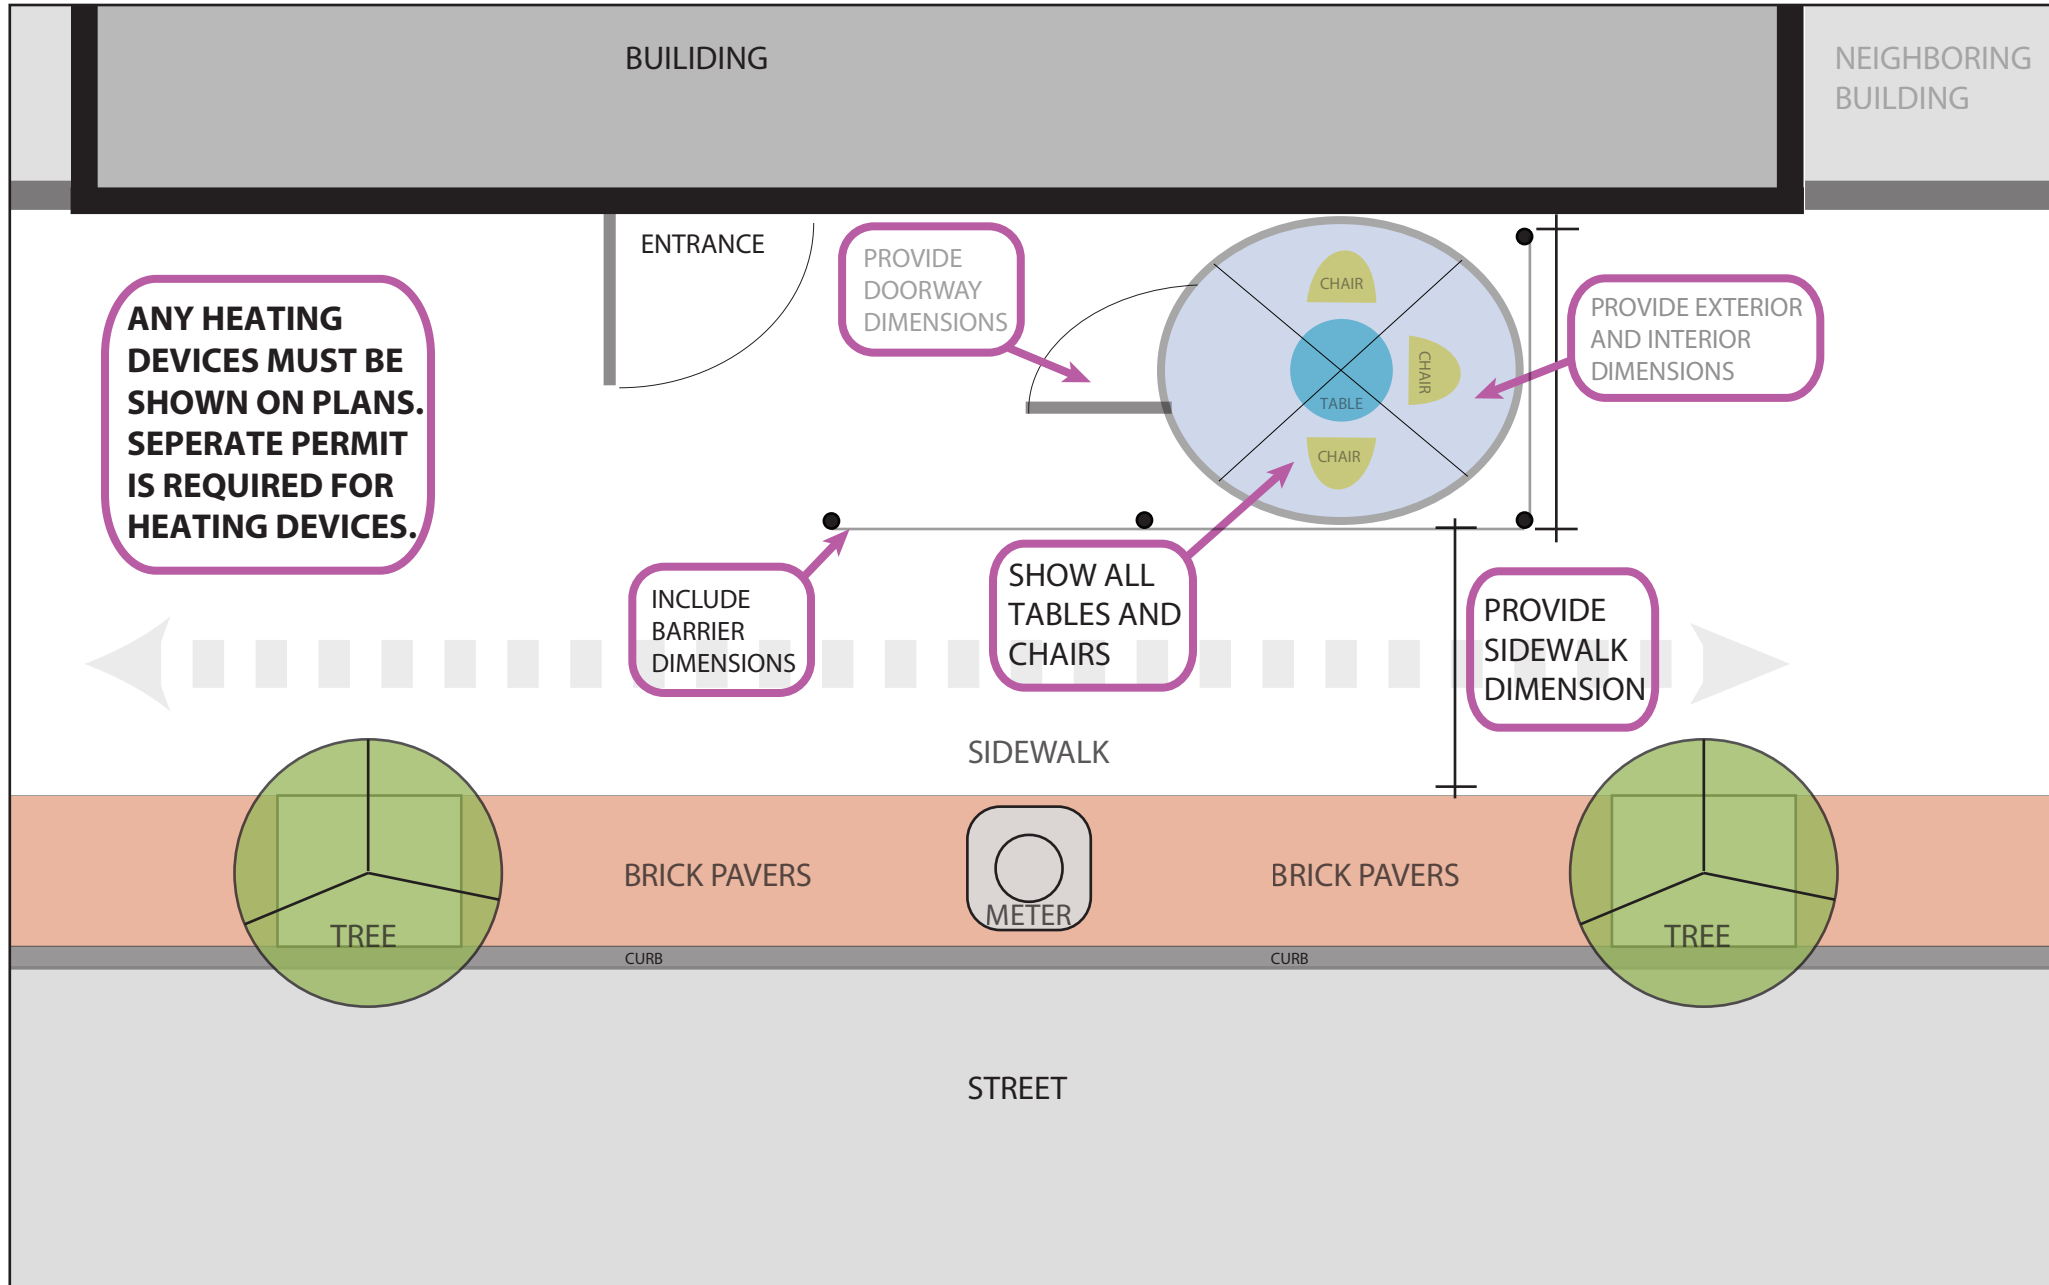 BUILIDING
NEIGHBORING
BUILDING
ENTRANCE
PROVIDE
DOORWAY
DIMENSIONS
CHAIR
CHAIR
TABLE
CHAIR
PROVIDE EXTERIOR
AND INTERIOR
DIMENSIONS
ANY HEATING
DEVICES MUST BE
SHOWN ON PLANS.
SEPERATE PERMIT
IS REQUIRED FOR
HEATING DEVICES.
INCLUDE
BARRIER
DIMENSIONS
SHOW ALL
TABLES AND
CHAIRS
PROVIDE
SIDEWALK
DIMENSION
SIDEWALK
BRICK PAVERS
METER
BRICK PAVERS
TREE
TREE
CURB
CURB
STREET